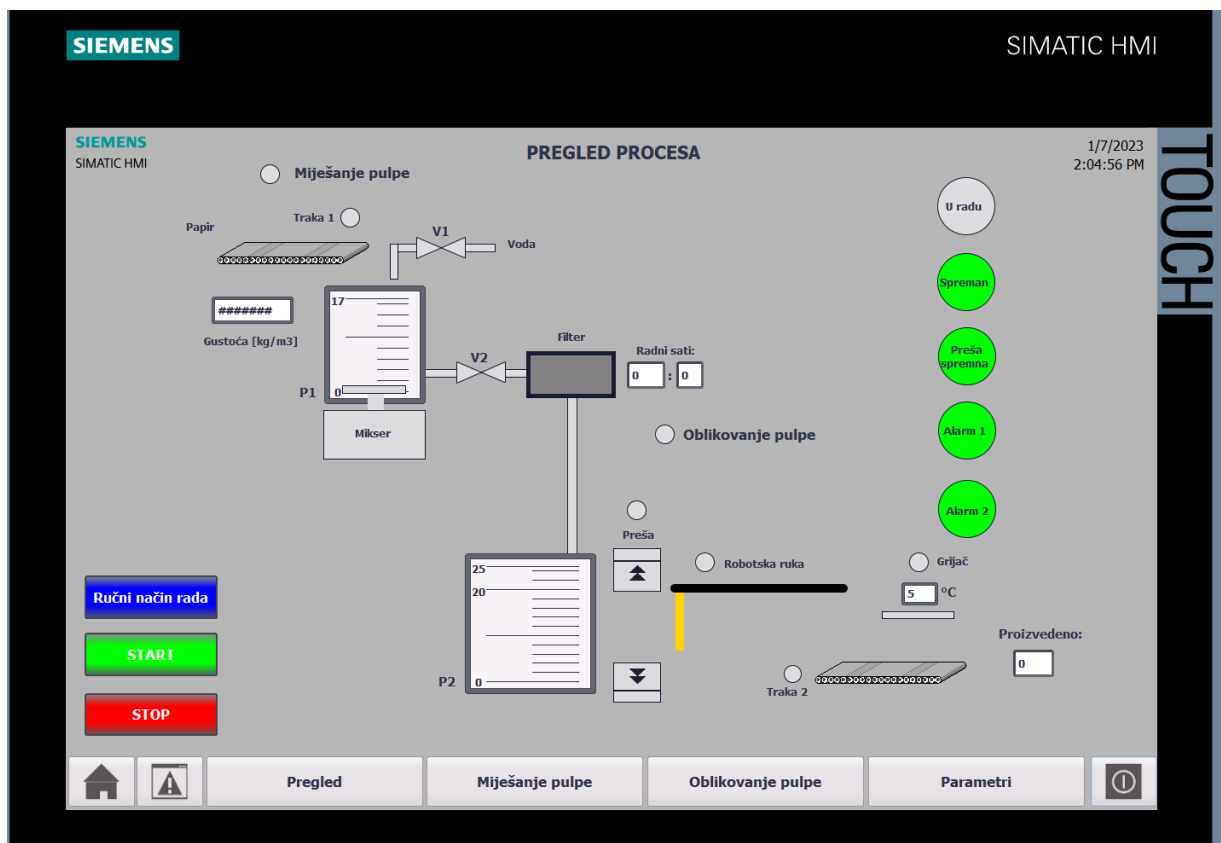 SIEMENS
SIMATIC HMI
TOUCH
SIEMENS
SIMATIC HMI
PREGLED PROCESA
1/7/2023
2:04:56 PM
Miješanje pulpe
U radu
Papir
Traka 1
V1
Voda
Spreman
17
#######
Gustoća [kg/m3]
Filter
Radni sati:
Preša
spremna
V2
0
:
0
P1
0
Mikser
Oblikovanje pulpe
Alarm 1
Alarm 2
Preša
25
Robotska ruka
Grijač
20
5
°C
Ručni način rada
START
Proizvedeno:
0
P2
0
Traka 2
STOP
Pregled
Miješanje pulpe
Oblikovanje pulpe
Parametri